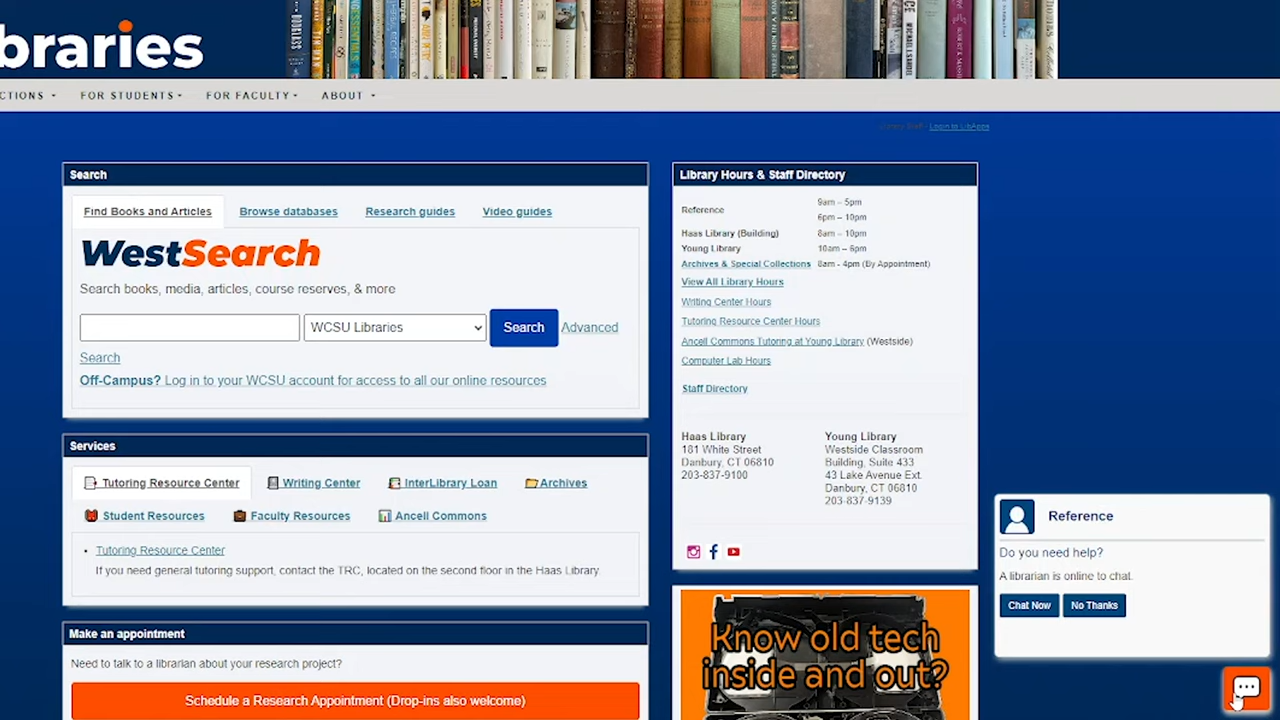 braries
CTIONS
FOR STUDENTS
FOR FACULTY
ABOUT
Login to LibApps
Search
Find Books and Articles
Browse databases
Research guides
Video guides
WestSearch
Search books, media, articles, course reserves, & more
WCSU Libraries
Search
Advanced
Search
Off-Campus? Log in to your WCSU account for access to all our online resources
Services
Tutoring Resource Center
Writing Center
InterLibrary Loan
Archives
Student Resources
Faculty Resources
Ancell Commons
Tutoring Resource Center
If you need general tutoring support, contact the TRC, located on the second floor in the Haas Library.
Make an appointment
Need to talk to a librarian about your research project?
Schedule a Research Appointment (Drop-ins also welcome)
Library Hours & Staff Directory
Reference
9am – 5pm
6pm – 10pm
Haas Library (Building) 8am – 10pm
Young Library 10am – 6pm
Archives & Special Collections 8am - 4pm (By Appointment)
View All Library Hours
Writing Center Hours
Tutoring Resource Center Hours
Ancell Commons Tutoring at Young Library (Westside)
Computer Lab Hours
Staff Directory
Haas Library
181 White Street
Danbury, CT 06810
203-837-9100
Young Library
Westside Classroom
Building, Suite 433
43 Lake Avenue Ext.
Danbury, CT 06810
203-837-9139
Know old tech
inside and out?
Reference
Do you need help?
A librarian is online to chat.
Chat Now
No Thanks